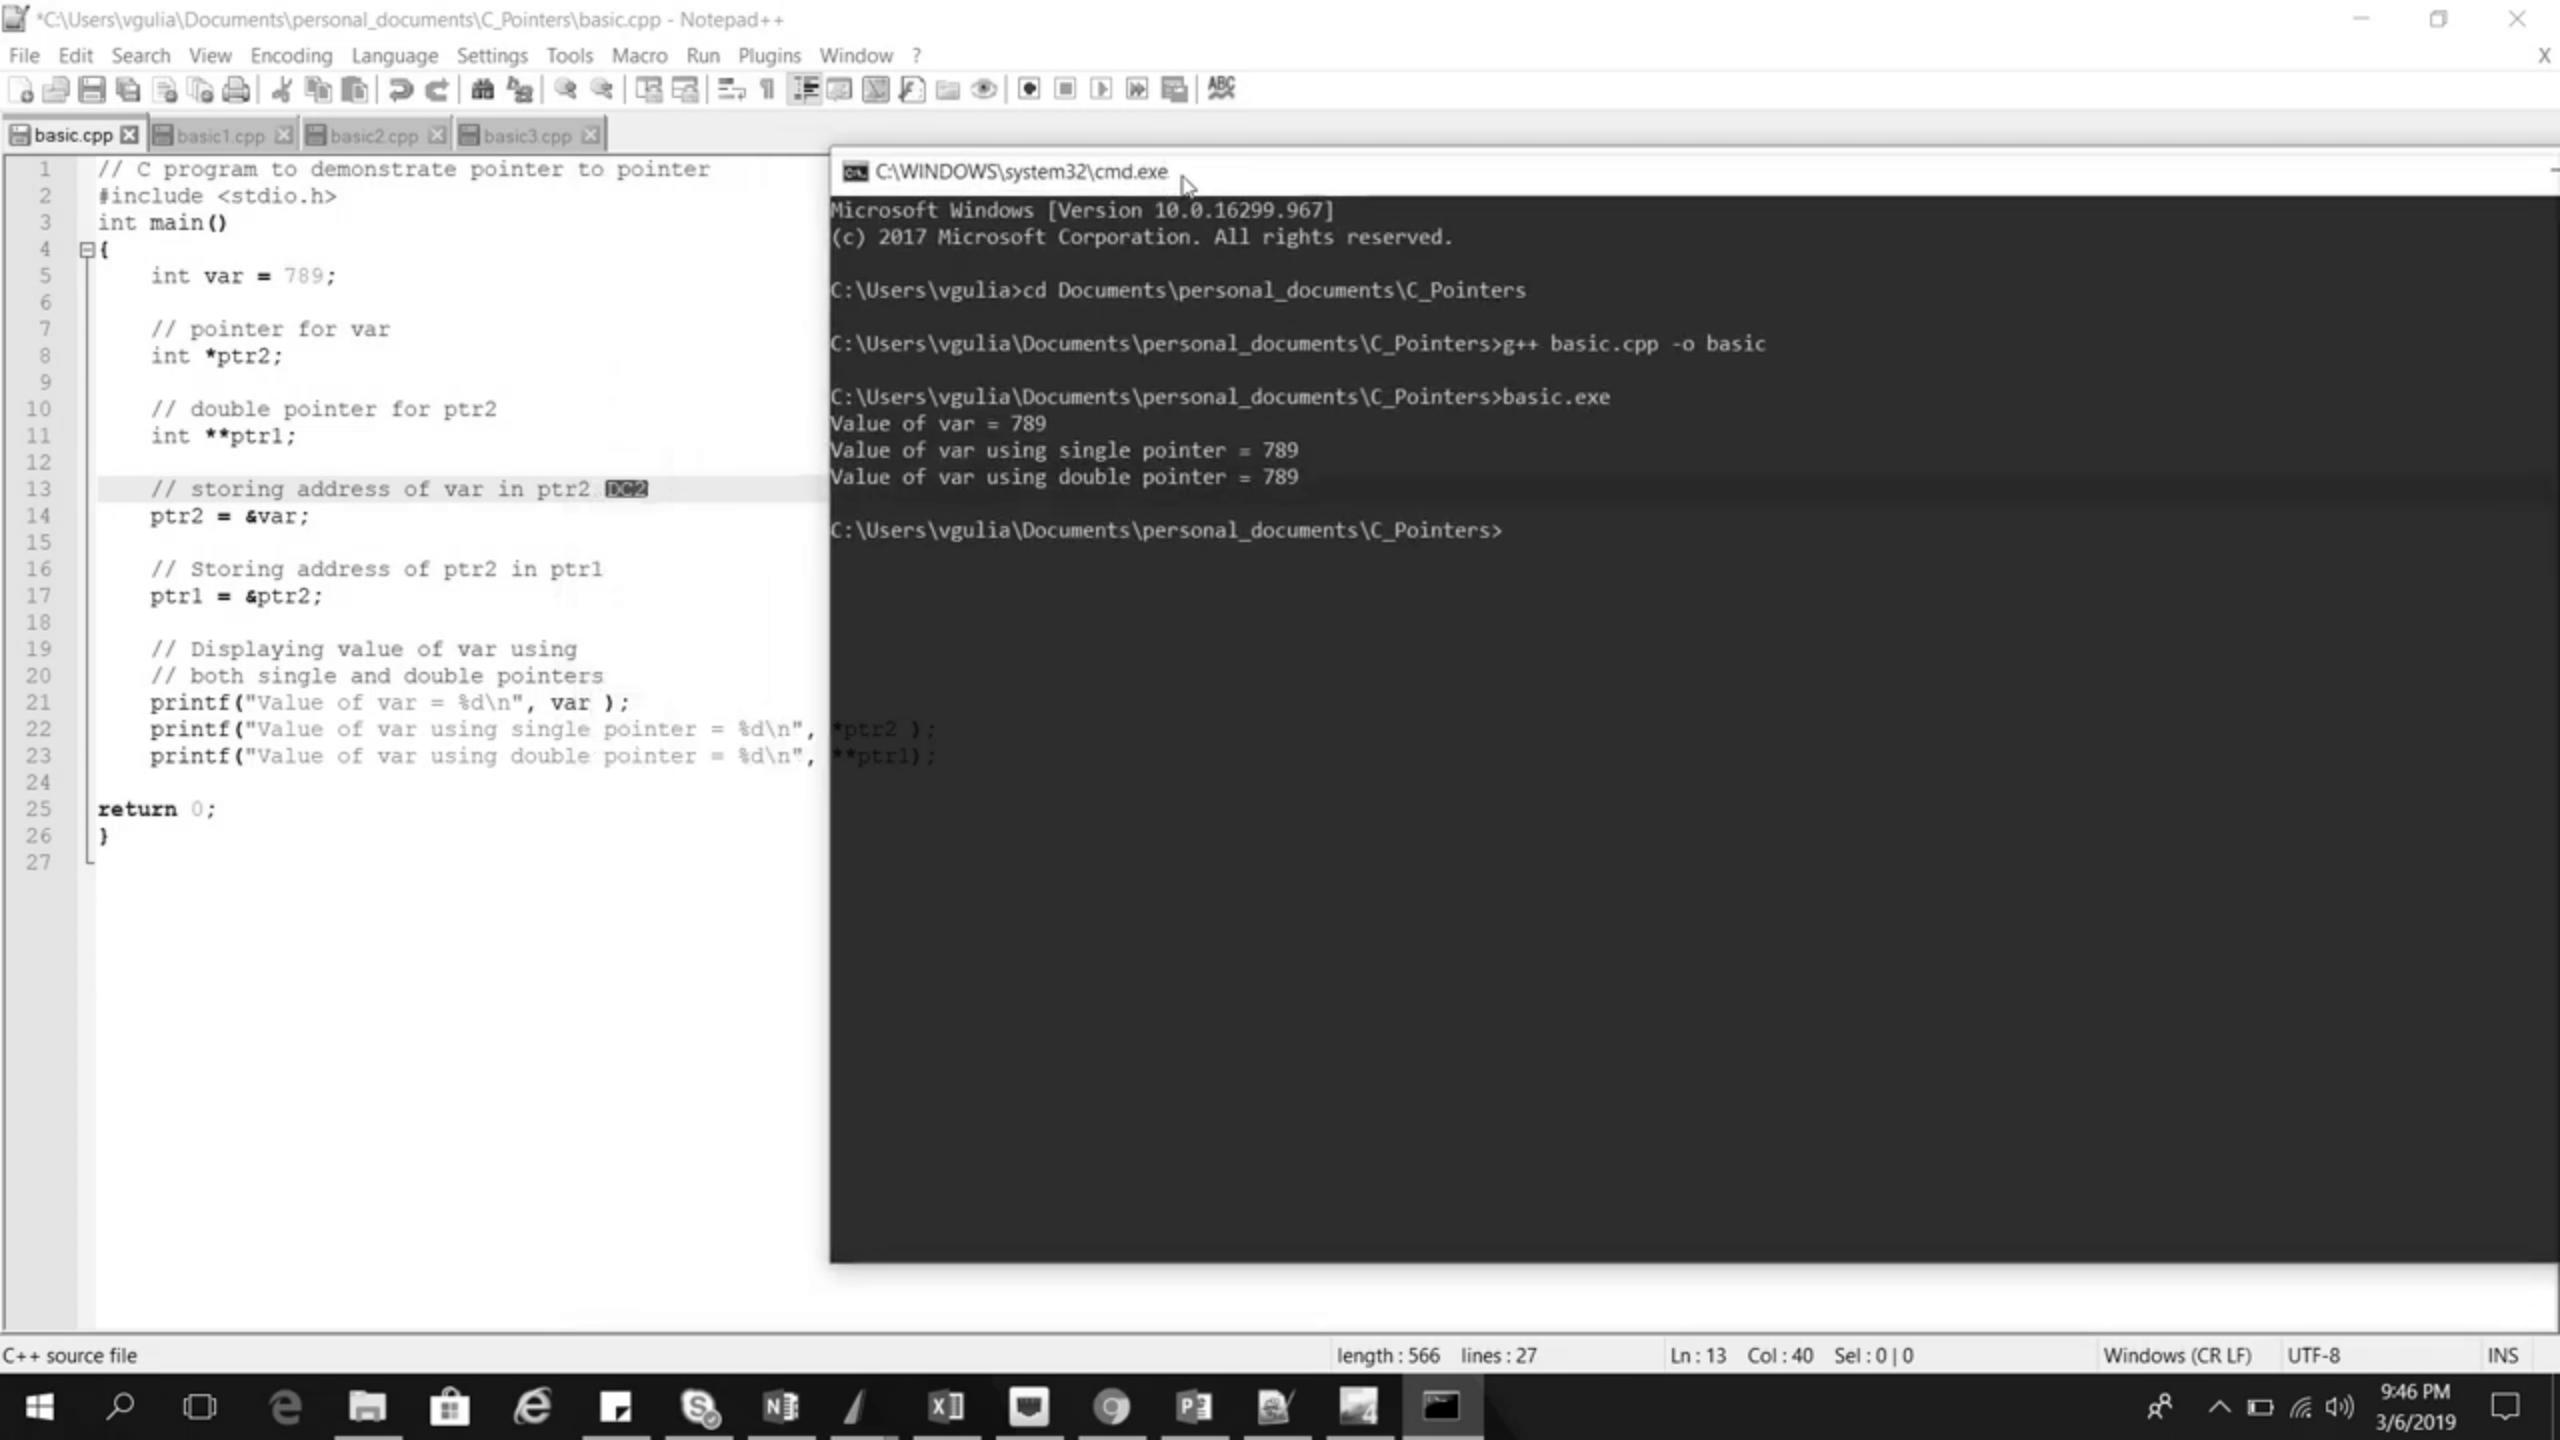 *C:\Users\vgulia\Documents\personal_documents\C_Pointers\basic.cpp - Notepad++
File Edit Search View Encoding Language Settings Tools Macro Run Plugins Window ? X
ABC
basic.cpp basic1.cpp basic2.cpp basic3.cpp
1 // C program to demonstrate pointer to pointer
2 #include <stdio.h>
3 int main()
4 {
5 int var = 789;
6
7 // pointer for var
8 int *ptr2;
9
10 // double pointer for ptr2
11 int **ptr1;
12
13 // storing address of var in ptr2 DC2
14 ptr2 = &var;
15
16 // Storing address of ptr2 in ptr1
17 ptr1 = &ptr2;
18
19 // Displaying value of var using
20 // both single and double pointers
21 printf("Value of var = %d\n", var );
22 printf("Value of var using single pointer = %d\n", *ptr2 );
23 printf("Value of var using double pointer = %d\n", **ptr1);
24
25 return 0;
26 }
27
C:\WINDOWS\system32\cmd.exe
Microsoft Windows [Version 10.0.16299.967]
(c) 2017 Microsoft Corporation. All rights reserved.
C:\Users\vgulia>cd Documents\personal_documents\C_Pointers
C:\Users\vgulia\Documents\personal_documents\C_Pointers>g++ basic.cpp -o basic
C:\Users\vgulia\Documents\personal_documents\C_Pointers>basic.exe
Value of var = 789
Value of var using single pointer = 789
Value of var using double pointer = 789
C:\Users\vgulia\Documents\personal_documents\C_Pointers>
C++ source file length : 566 lines : 27 Ln : 13 Col : 40 Sel : 0 | 0 Windows (CR LF) UTF-8 INS
9:46 PM
3/6/2019